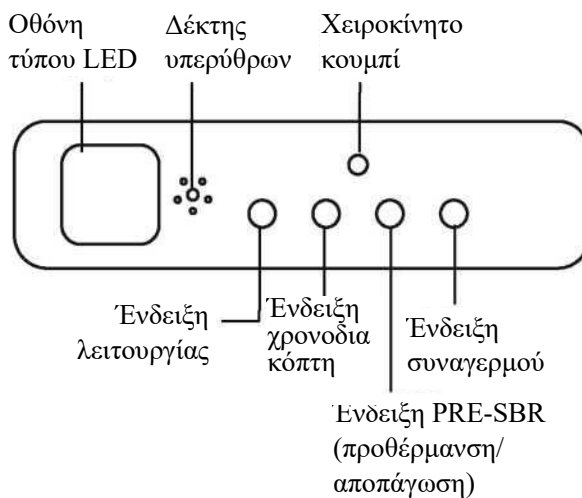 Οθόνη
τύπου LED
Δέκτης
υπερύθρων
Χειροκίνητο
κουμπί
Ένδειξη
λειτουργίας
Ένδειξη
χρονοδια
κόπτη
Ένδειξη
συναγερμού
Ένδειξη PRE-SBR
(προθέρμανση/
αποπάγωση)